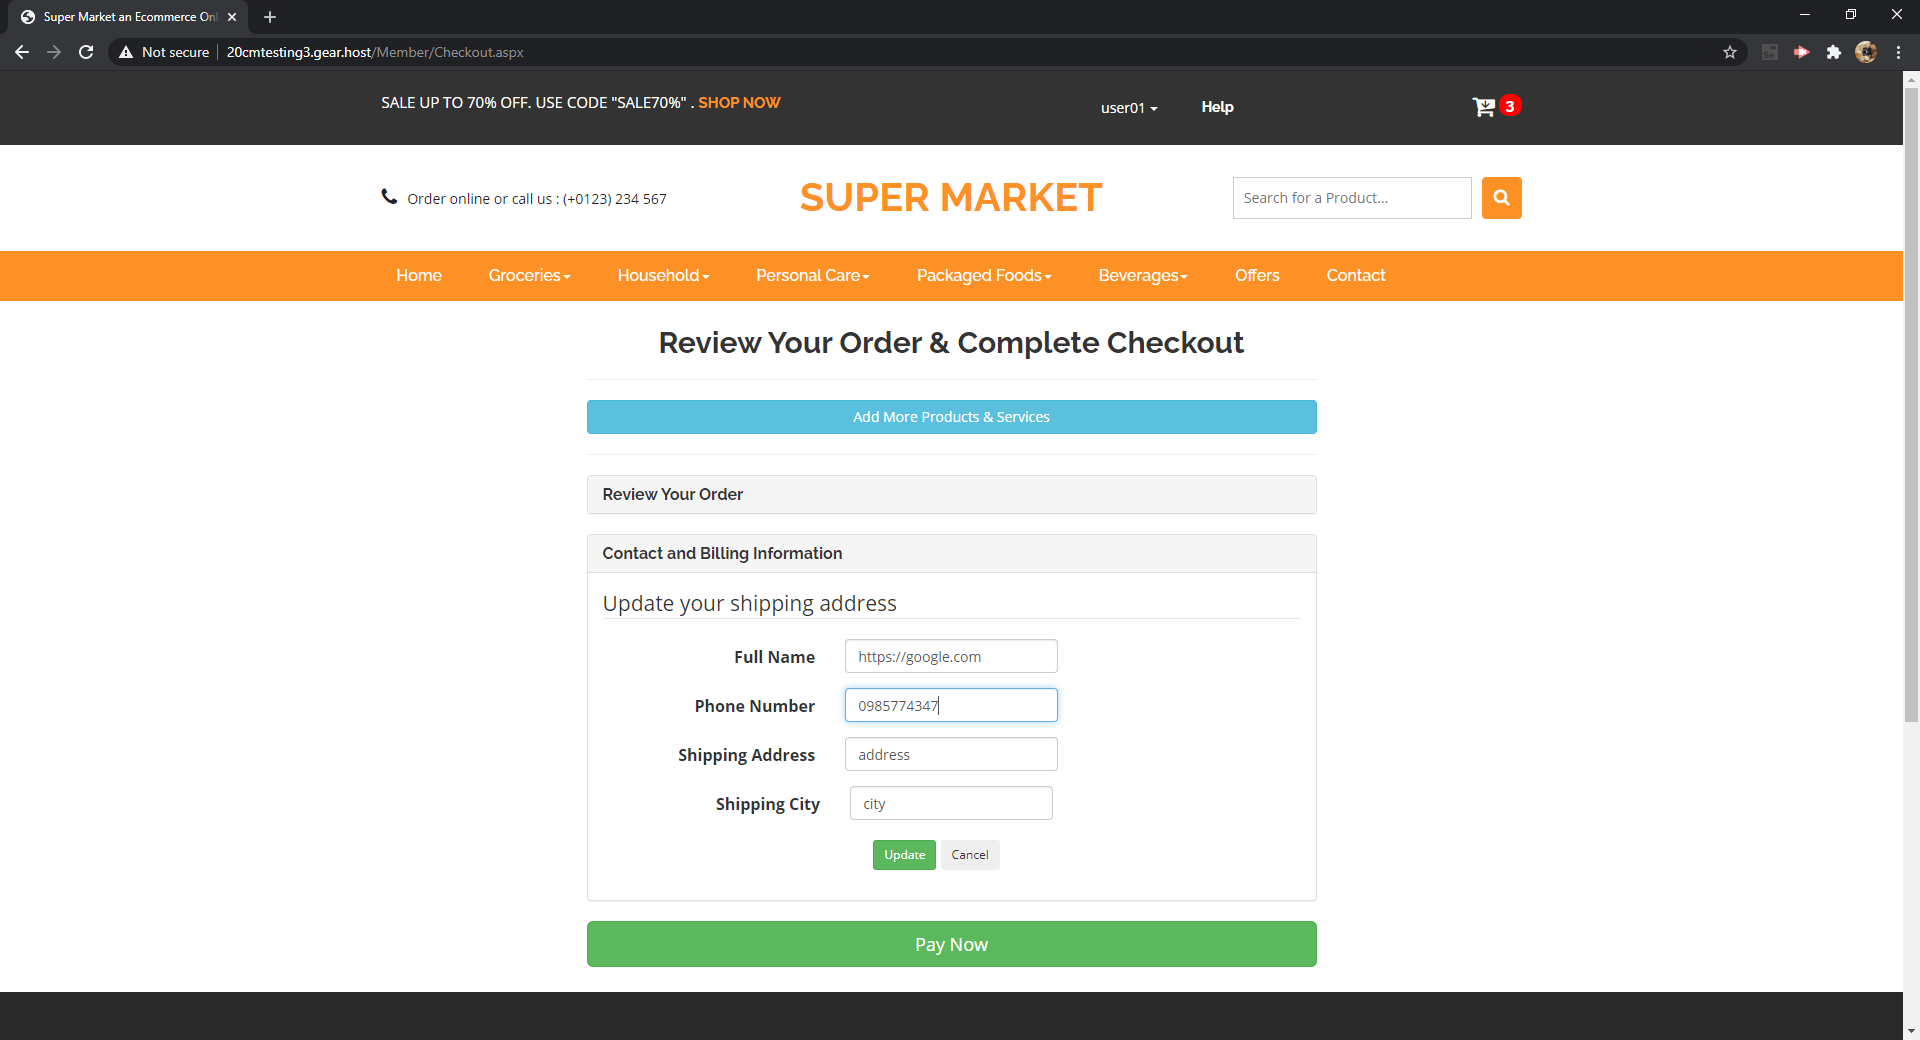 Super Market an Ecommerce Onl
Not secure
20cmtesting3.gear.host/Member/Checkout.aspx
SALE UP TO 70% OFF. USE CODE "SALE70%" . SHOP NOW
user01
Help
3
Order online or call us : (+0123) 234 567
SUPER MARKET
Search for a Product...
Home
Groceries
Household
Personal Care
Packaged Foods
Beverages
Offers
Contact
Review Your Order & Complete Checkout
Add More Products & Services
Review Your Order
Contact and Billing Information
Update your shipping address
Full Name
https://google.com
Phone Number
0985774347
Shipping Address
address
Shipping City
city
Update
Cancel
Pay Now